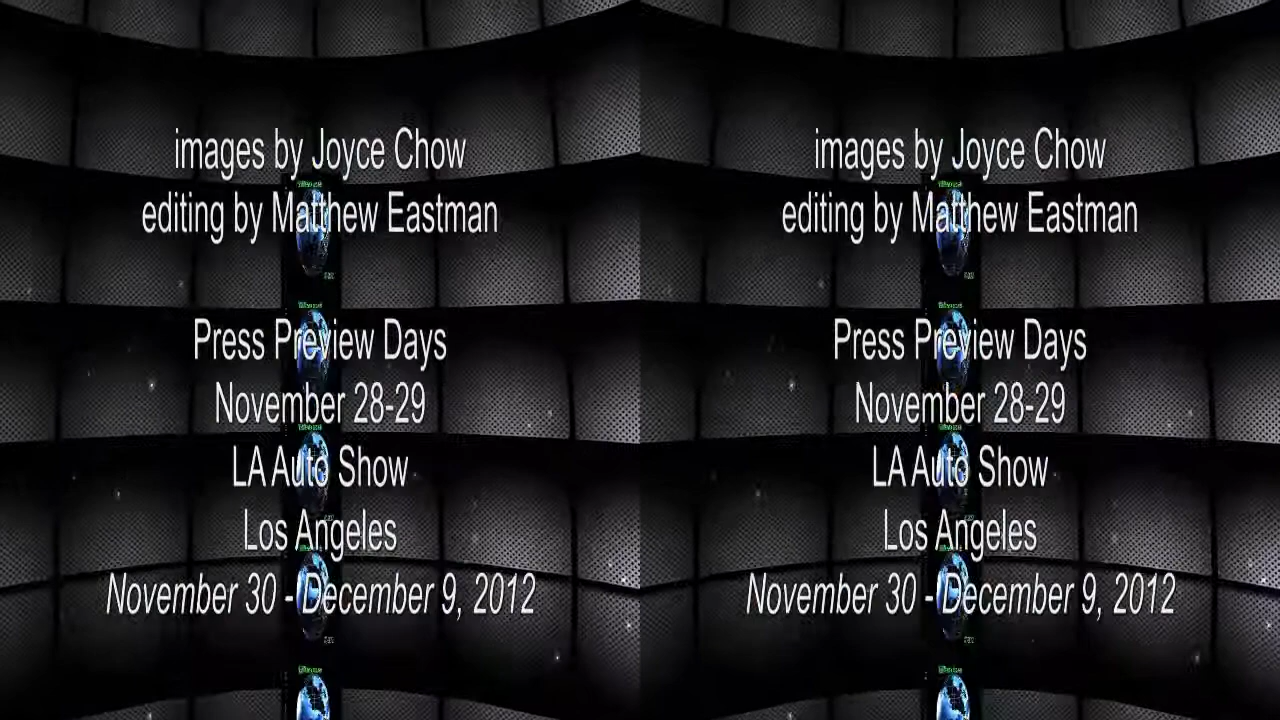 images by Joyce Chow
editing by Matthew Eastman
Press Preview Days
November 28-29
LA Auto Show
Los Angeles
November 30 - December 9, 2012
images by Joyce Chow
editing by Matthew Eastman
Press Preview Days
November 28-29
LA Auto Show
Los Angeles
November 30 - December 9, 2012